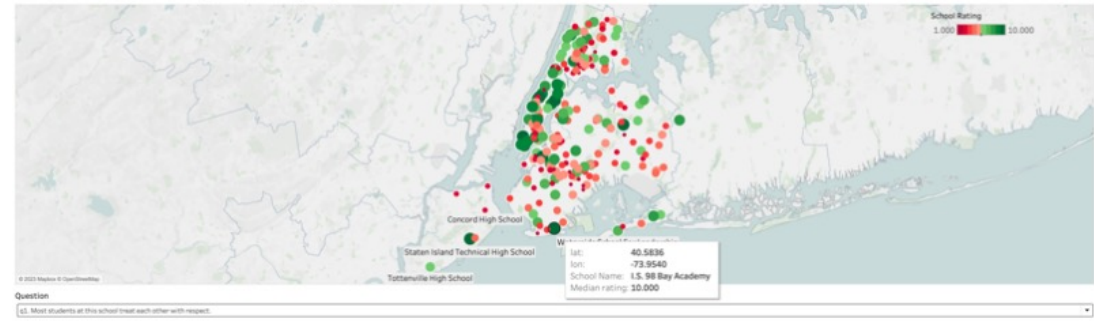 School Rating
1.000 10.000
Concord High School
Staten Island Technical High School
Tottenville High School
lat: 40.5836
lon: -73.9540
School Name: I.S. 98 Bay Academy
Median rating: 10.000
© 2023 Mapbox © OpenStreetMap
Question
q1. Most students at this school treat each other with respect.